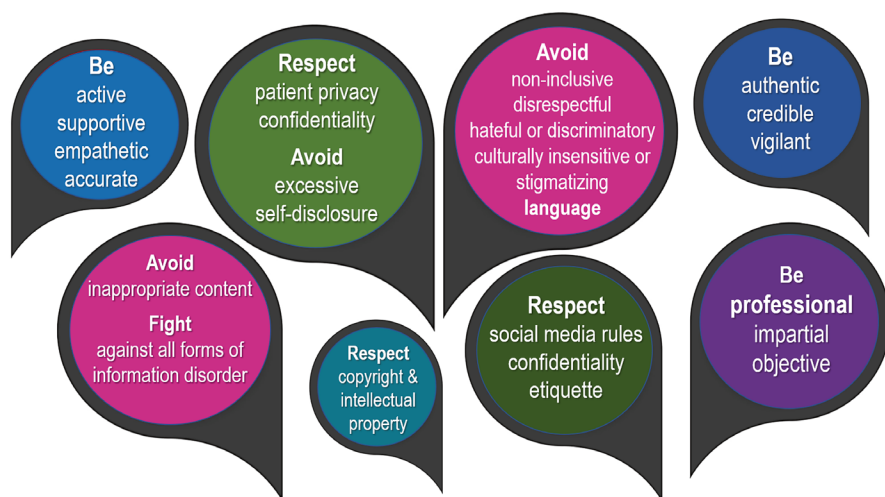 Be
active
supportive
empathetic
accurate
Respect
patient privacy
confidentiality
Avoid
excessive
self-disclosure
Avoid
non-inclusive
disrespectful
hateful or discriminatory
culturally insensitive or
stigmatizing
language
Be
authentic
credible
vigilant
Avoid
inappropriate content
Fight
against all forms of
information disorder
Respect
copyright &
intellectual
property
Respect
social media rules
confidentiality
etiquette
Be
professional
impartial
objective